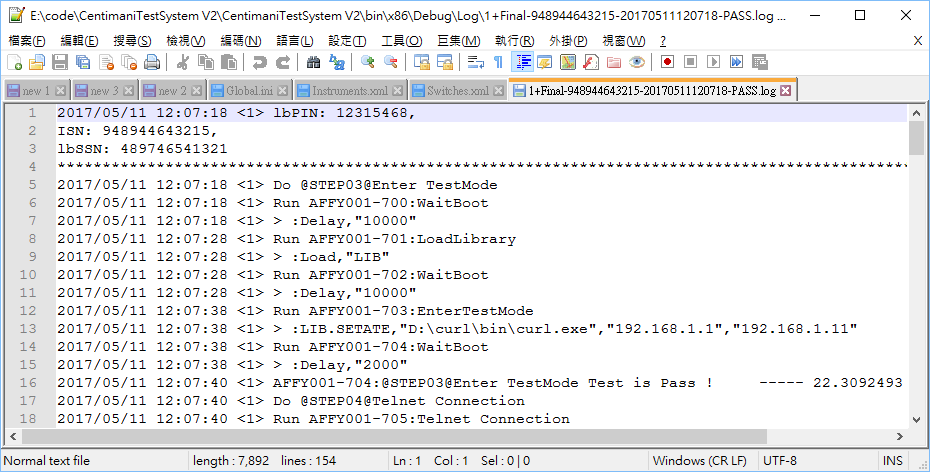 E:\code\CentimaniTestSystem V2\CentimaniTestSystem V2\bin\x86\Debug\Log\1+Final-948944643215-20170511120718-PASS.log ...
檔案(F) 編輯(E) 搜尋(S) 檢視(V) 編碼(N) 語言(L) 設定(T) 工具(O) 巨集(M) 執行(R) 外掛(P) 視窗(W) ? X
new 1 new 3 new 2 Global.ini Instruments.xml Switches.xml 1+Final-948944643215-20170511120718-PASS.log
1 2017/05/11 12:07:18 <1> lbPIN: 12315468,
2 ISN: 948944643215,
3 lbSSN: 489746541321
4 *****************************************************************************************
5 2017/05/11 12:07:18 <1> Do @STEP03@Enter TestMode
6 2017/05/11 12:07:18 <1> Run AFFY001-700:WaitBoot
7 2017/05/11 12:07:18 <1> > :Delay,"10000"
8 2017/05/11 12:07:28 <1> Run AFFY001-701:LoadLibrary
9 2017/05/11 12:07:28 <1> > :Load,"LIB"
10 2017/05/11 12:07:28 <1> Run AFFY001-702:WaitBoot
11 2017/05/11 12:07:28 <1> > :Delay,"10000"
12 2017/05/11 12:07:38 <1> Run AFFY001-703:EnterTestMode
13 2017/05/11 12:07:38 <1> > :LIB.SETATE,"D:\curl\bin\curl.exe","192.168.1.1","192.168.1.11"
14 2017/05/11 12:07:38 <1> Run AFFY001-704:WaitBoot
15 2017/05/11 12:07:38 <1> > :Delay,"2000"
16 2017/05/11 12:07:40 <1> AFFY001-704:@STEP03@Enter TestMode Test is Pass ! ----- 22.3092493
17 2017/05/11 12:07:40 <1> Do @STEP04@Telnet Connection
18 2017/05/11 12:07:40 <1> Run AFFY001-705:Telnet Connection
Normal text file length : 7,892 lines : 154 Ln : 1 Col : 1 Sel : 0 | 0 Windows (CR LF) UTF-8 INS